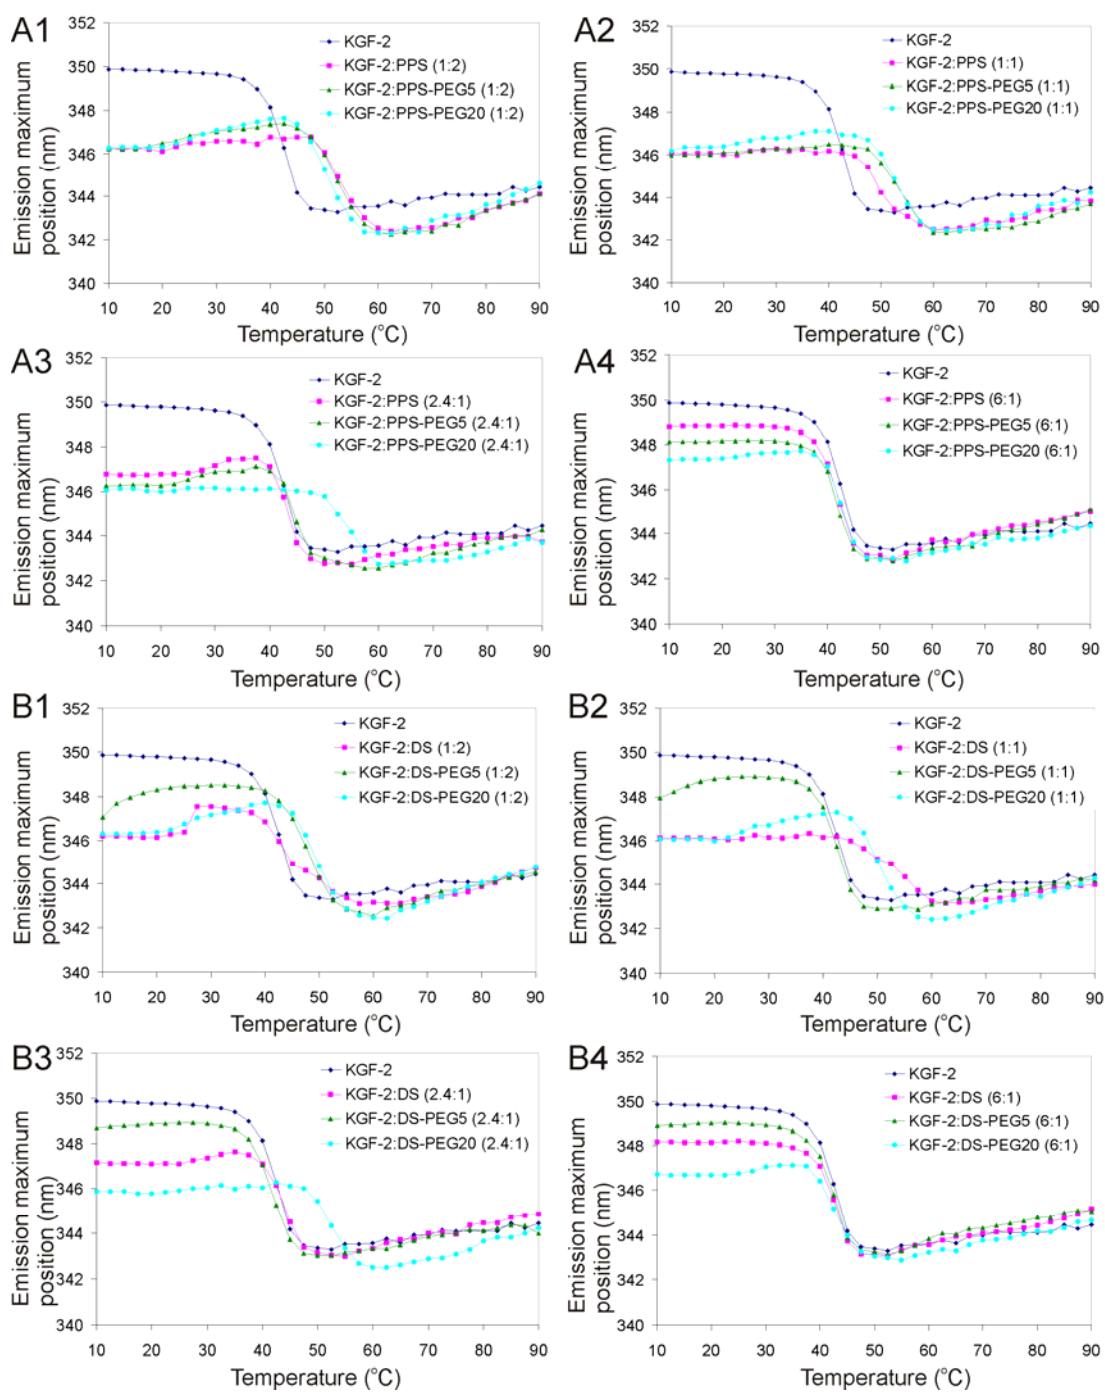 A1
352
350
348
346
344
342
340
Emission maximum
position (nm)
KGF-2
KGF-2:PPS (1:2)
KGF-2:PPS-PEG5 (1:2)
KGF-2:PPS-PEG20 (1:2)
10 20 30 40 50 60 70 80 90
Temperature (°C)
A2
352
350
348
346
344
342
340
Emission maximum
position (nm)
KGF-2
KGF-2:PPS (1:1)
KGF-2:PPS-PEG5 (1:1)
KGF-2:PPS-PEG20 (1:1)
10 20 30 40 50 60 70 80 90
Temperature (°C)
A3
352
350
348
346
344
342
340
Emission maximum
position (nm)
KGF-2
KGF-2:PPS (2.4:1)
KGF-2:PPS-PEG5 (2.4:1)
KGF-2:PPS-PEG20 (2.4:1)
10 20 30 40 50 60 70 80 90
Temperature (°C)
A4
352
350
348
346
344
342
340
Emission maximum
position (nm)
KGF-2
KGF-2:PPS (6:1)
KGF-2:PPS-PEG5 (6:1)
KGF-2:PPS-PEG20 (6:1)
10 20 30 40 50 60 70 80 90
Temperature (°C)
B1
352
350
348
346
344
342
340
Emission maximum
position (nm)
KGF-2
KGF-2:DS (1:2)
KGF-2:DS-PEG5 (1:2)
KGF-2:DS-PEG20 (1:2)
10 20 30 40 50 60 70 80 90
Temperature (°C)
B2
352
350
348
346
344
342
340
Emission maximum
position (nm)
KGF-2
KGF-2:DS (1:1)
KGF-2:DS-PEG5 (1:1)
KGF-2:DS-PEG20 (1:1)
10 20 30 40 50 60 70 80 90
Temperature (°C)
B3
352
350
348
346
344
342
340
Emission maximum
position (nm)
KGF-2
KGF-2:DS (2.4:1)
KGF-2:DS-PEG5 (2.4:1)
KGF-2:DS-PEG20 (2.4:1)
10 20 30 40 50 60 70 80 90
Temperature (°C)
B4
352
350
348
346
344
342
340
Emission maximum
position (nm)
KGF-2
KGF-2:DS (6:1)
KGF-2:DS-PEG5 (6:1)
KGF-2:DS-PEG20 (6:1)
10 20 30 40 50 60 70 80 90
Temperature (°C)